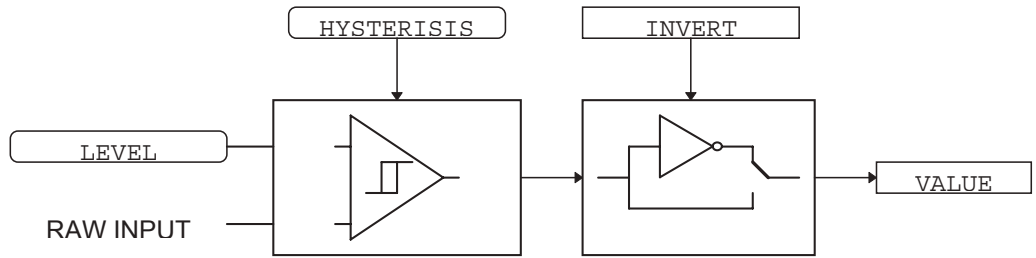 HYSTERISIS
INVERT
LEVEL
VALUE
RAW INPUT